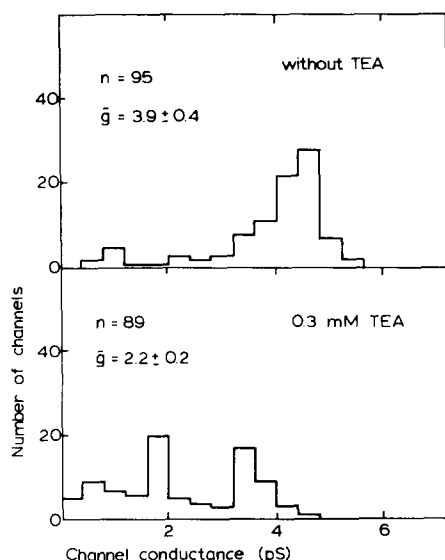 without TEA
n = 95
ḡ = 3.9 ± 0.4
40
20
0
Number of channels
0.3 mM TEA
n = 89
ḡ = 2.2 ± 0.2
40
20
0
2
4
6
Channel conductance (pS)